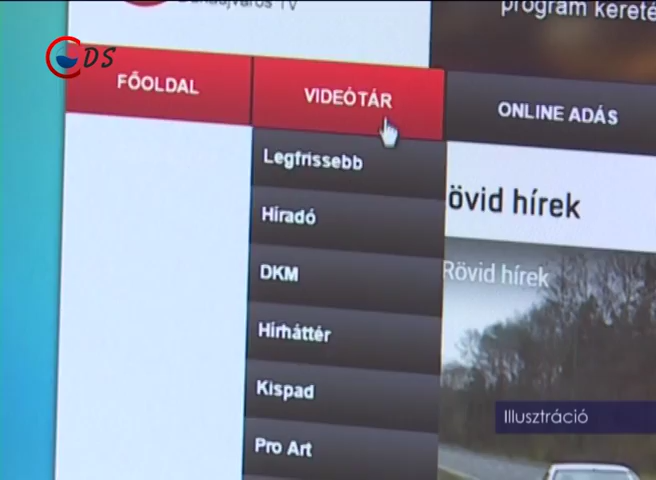 Dunaújváros TV
program kereté
DS
FŐOLDAL
VIDEÓTÁR
ONLINE ADÁS
Legfrissebb
Híradó
DKM
Hírháttér
Kispad
Pro Art
övid hírek
Rövid hírek
Illusztráció